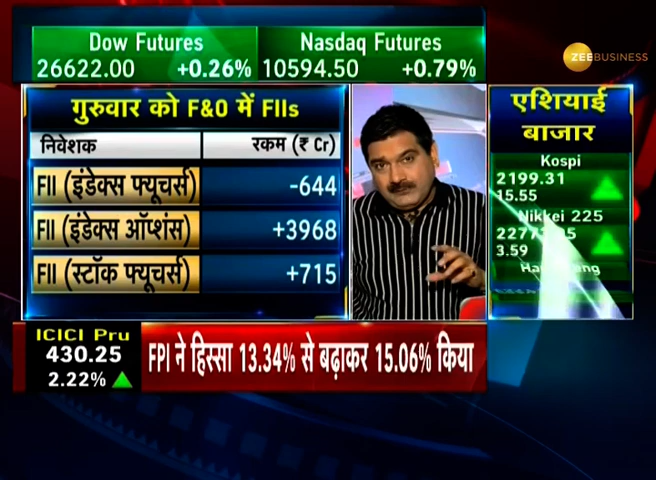 Dow Futures
26622.00 +0.26%
Nasdaq Futures
10594.50 +0.79%
ZEEBUSINESS
गुरुवार को F&O में FIIs
निवेशक रकम (₹ Cr)
FII (इंडेक्स फ्यूचर्स) -644
FII (इंडेक्स ऑप्शंस) +3968
FII (स्टॉक फ्यूचर्स) +715
एशियाई
बाजार
Kospi
2199.31
15.55
Nikkei 225
3.59
ICICI Pru
430.25
2.22%
FPI ने हिस्सा 13.34% से बढ़ाकर 15.06% किया